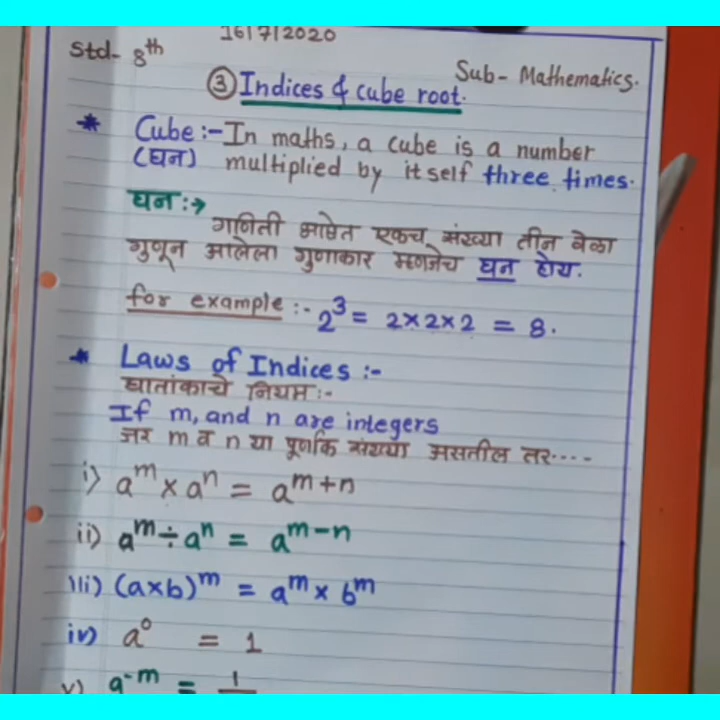 16/7/2020
Std- 8th
Sub- Mathematics.
③ Indices & cube root.
* Cube:- In maths, a cube is a number
(घन) multiplied by itself three times.
घन:→
गणिती भाषेत एकच संख्या तीन वेळा
गुणून आलेला गुणाकार म्हणजेच घन होय.
for example:- 2³ = 2×2×2 = 8.
* Laws of Indices:-
घातांकाचे नियम:-
If m, and n are integers
जर m व n या पूर्णांक संख्या असतील तर....
i) aᵐ × aⁿ = aᵐ⁺ⁿ
ii) aᵐ ÷ aⁿ = aᵐ⁻ⁿ
iii) (a×b)ᵐ = aᵐ × bᵐ
iv) a⁰ = 1
v) a⁻ᵐ = 1